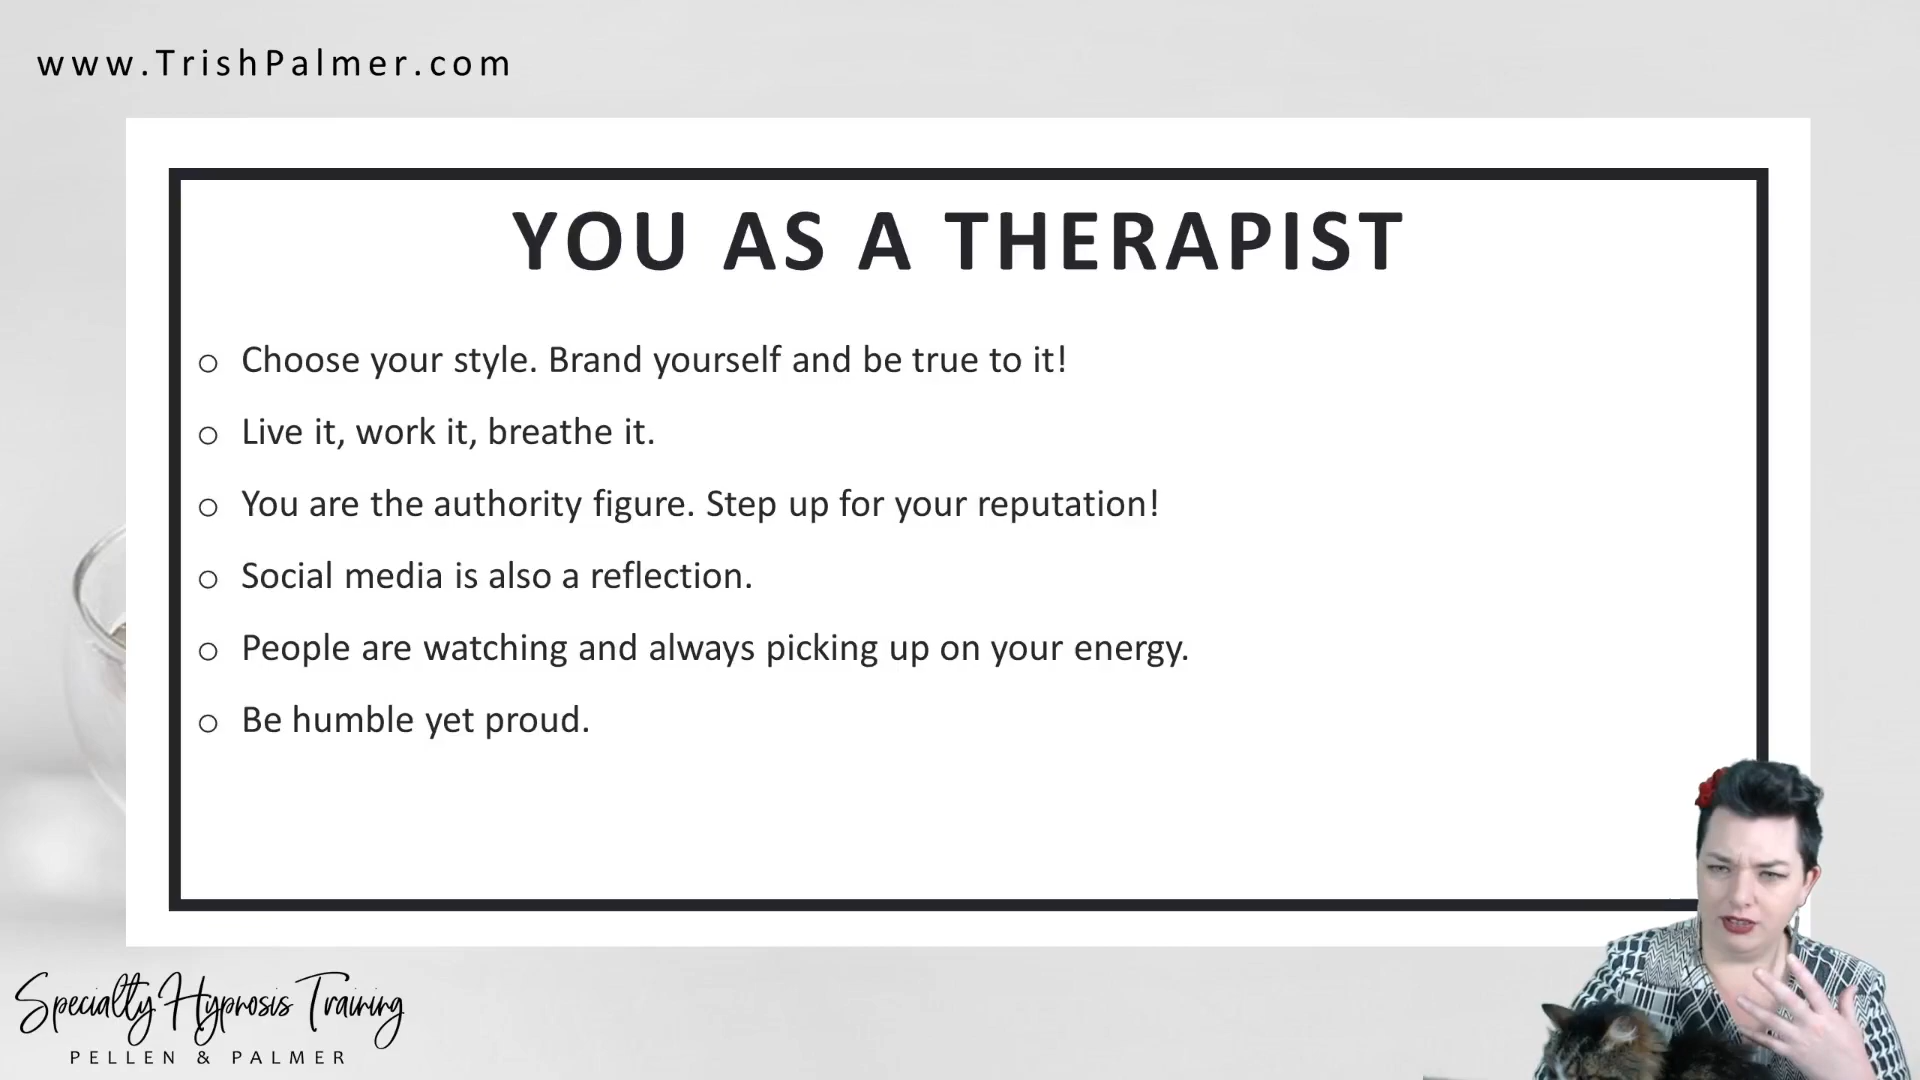 www.TrishPalmer.com
YOU AS A THERAPIST
o Choose your style. Brand yourself and be true to it!
o Live it, work it, breathe it.
o You are the authority figure. Step up for your reputation!
o Social media is also a reflection.
o People are watching and always picking up on your energy.
o Be humble yet proud.
Specialty Hypnosis Training
PELLEN & PALMER